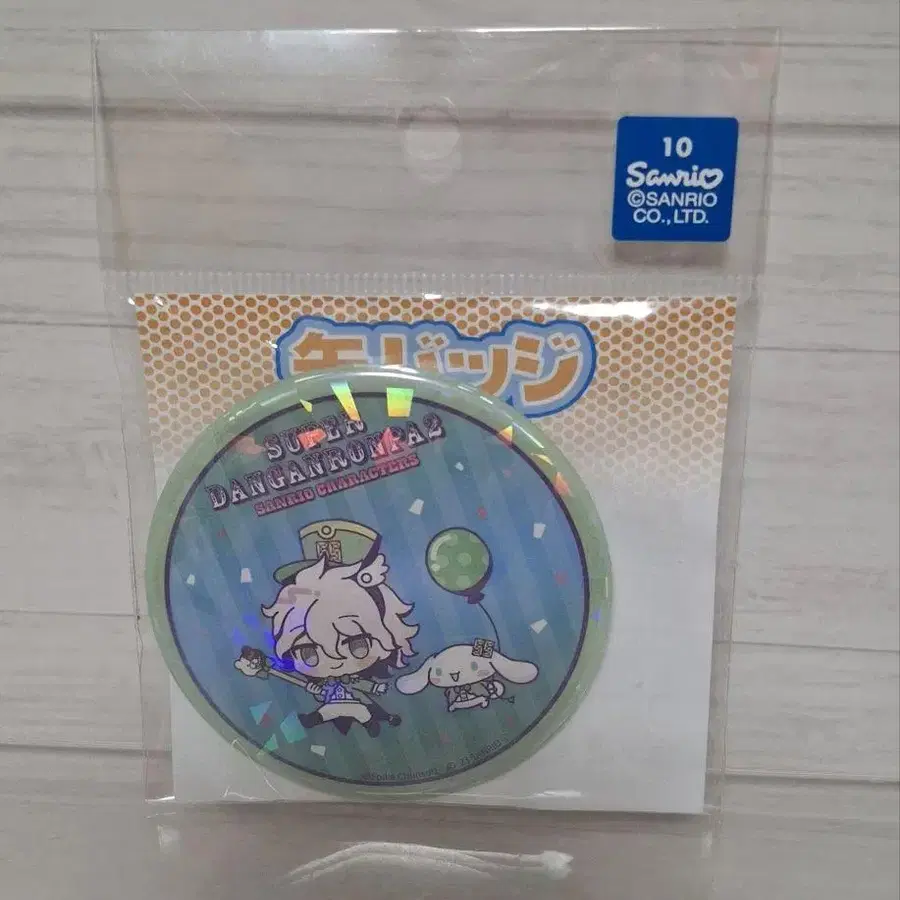 10
Sanrio
©SANRIO
CO.,LTD.
缶バッジ
SUPER
DANGANRONPA2
SANRIO CHARACTERS